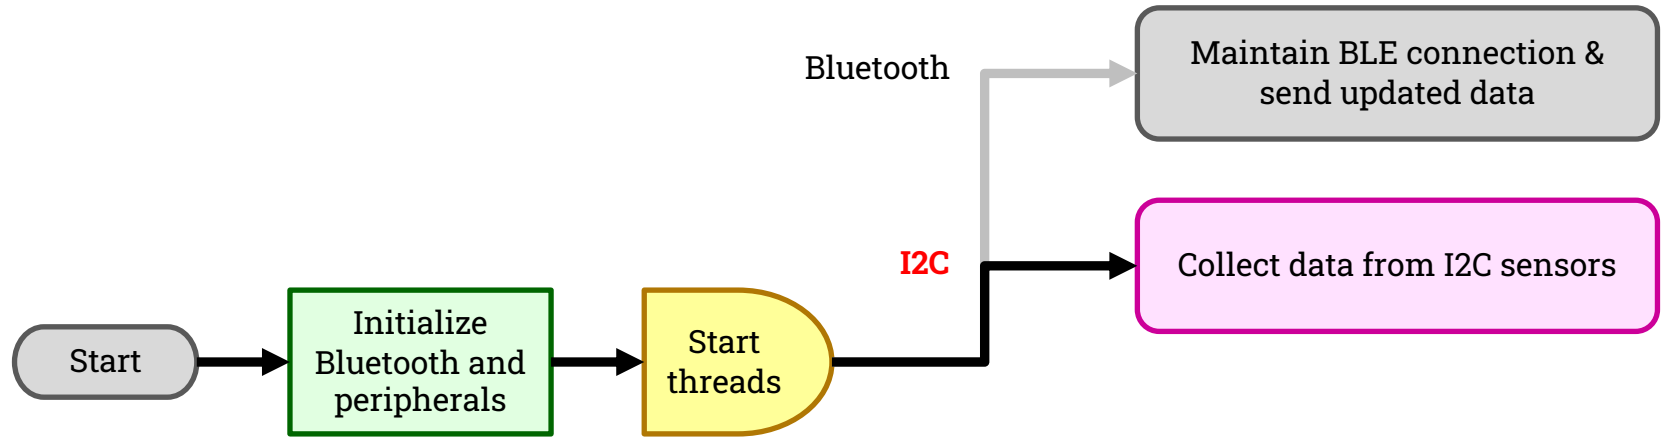 Bluetooth
Maintain BLE connection &
send updated data
I2C
Collect data from I2C sensors
Start
Initialize
Bluetooth and
peripherals
Start
threads